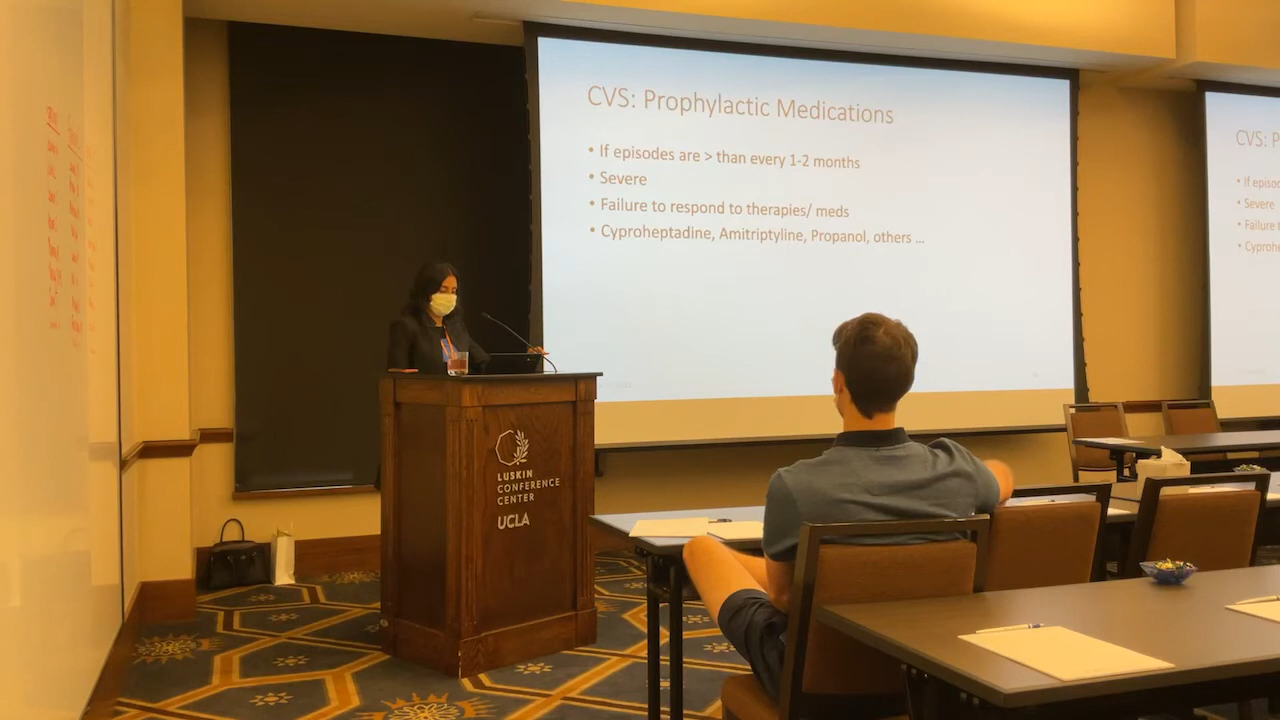 CVS: Prophylactic Medications
• If episodes are > than every 1-2 months
• Severe
• Failure to respond to therapies/ meds
• Cyproheptadine, Amitriptyline, Propanol, others ...
CVS: P
• If episo
• Severe
• Failure t
• Cyprohe
LUSKIN
CONFERENCE
CENTER
UCLA